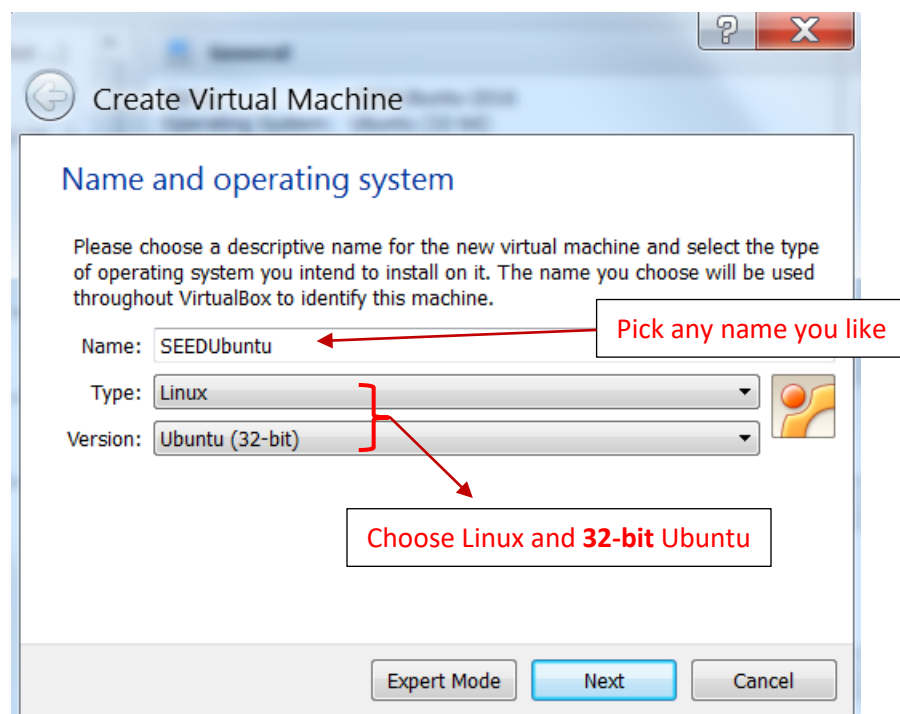 General
Create Virtual Machine
Name and operating system
Please choose a descriptive name for the new virtual machine and select the type
of operating system you intend to install on it. The name you choose will be used
throughout VirtualBox to identify this machine.
Pick any name you like
Name: SEEDUbuntu
Type: Linux
Version: Ubuntu (32-bit)
Choose Linux and 32-bit Ubuntu
Expert Mode Next Cancel